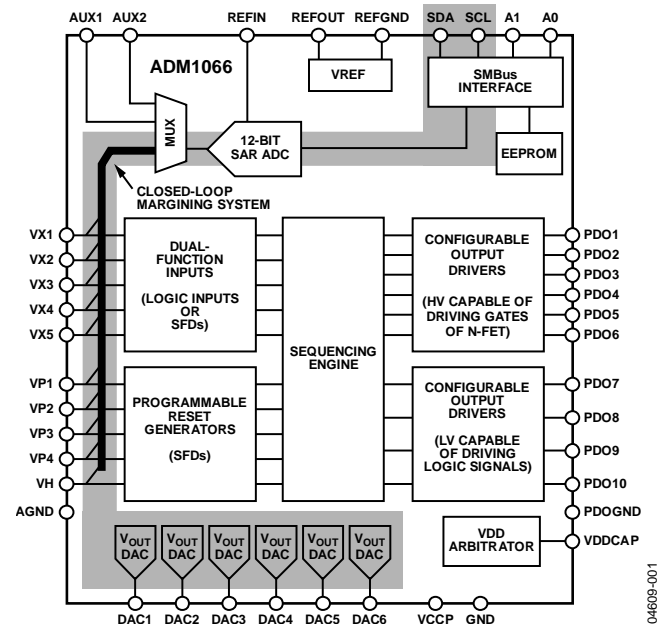 AUX1 AUX2 REFIN REFOUT REFGND SDA SCL A1 A0
ADM1066
VREF
SMBus
INTERFACE
MUX
12-BIT
SAR ADC
EEPROM
CLOSED-LOOP
MARGINING SYSTEM
VX1
VX2
VX3
VX4
VX5
DUAL-
FUNCTION
INPUTS
(LOGIC INPUTS
OR
SFDs)
SEQUENCING
ENGINE
CONFIGURABLE
OUTPUT
DRIVERS
(HV CAPABLE OF
DRIVING GATES
OF N-FET)
PDO1
PDO2
PDO3
PDO4
PDO5
PDO6
VP1
VP2
VP3
VP4
VH
AGND
PROGRAMMABLE
RESET
GENERATORS
(SFDs)
CONFIGURABLE
OUTPUT
DRIVERS
(LV CAPABLE
OF DRIVING
LOGIC SIGNALS)
PDO7
PDO8
PDO9
PDO10
PDOGND
VOUT
DAC
VOUT
DAC
VOUT
DAC
VOUT
DAC
VOUT
DAC
VOUT
DAC
VDD
ARBITRATOR
VDDCAP
DAC1 DAC2 DAC3 DAC4 DAC5 DAC6 VCCP GND
04609-001